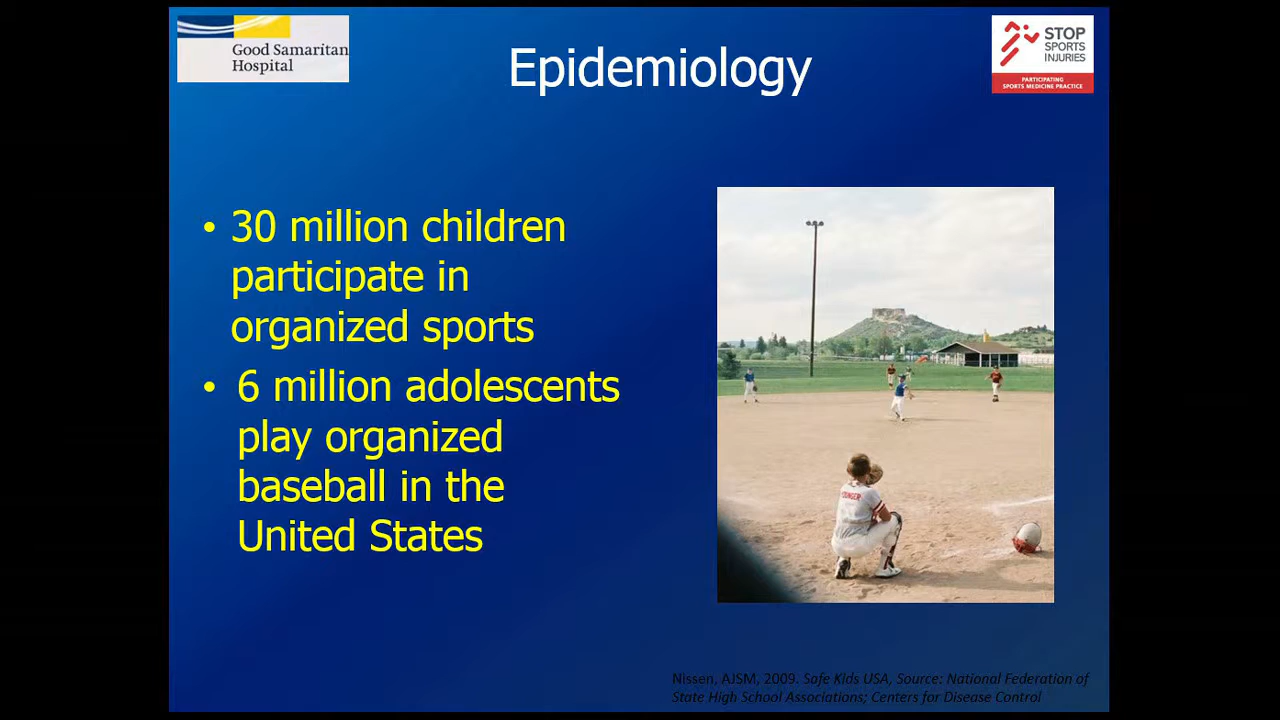 Good Samaritan
Hospital
Epidemiology
STOP
SPORTS
INJURIES
PARTICIPATING
SPORTS MEDICINE PRACTICE
• 30 million children
participate in
organized sports
• 6 million adolescents
play organized
baseball in the
United States
Nissen, AJSM, 2009. Safe Kids USA, Source: National Federation of
State High School Associations; Centers for Disease Control